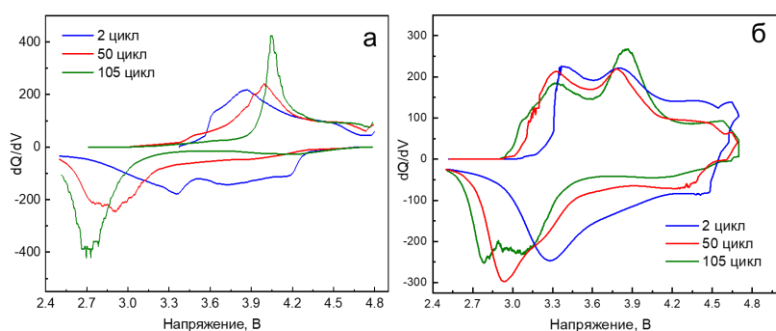 а
2 цикл
50 цикл
105 цикл
dQ/dV
400
200
0
-200
-400
2.4 2.7 3.0 3.3 3.6 3.9 4.2 4.5 4.8
Напряжение, В
б
dQ/dV
300
200
100
0
-100
-200
-300
2 цикл
50 цикл
105 цикл
2.4 2.7 3.0 3.3 3.6 3.9 4.2 4.5 4.8
Напряжение, В